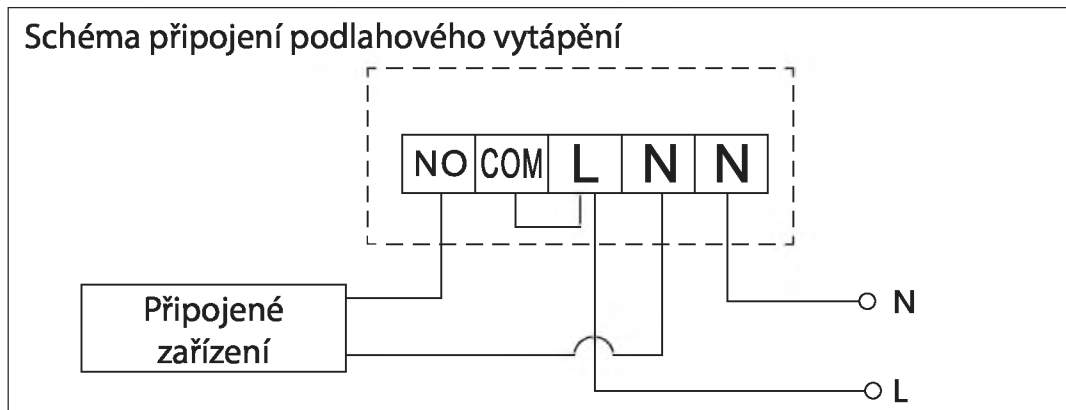 Schéma připojení podlahového vytápění
NO COM L N N
Připojené
zařízení
N
L